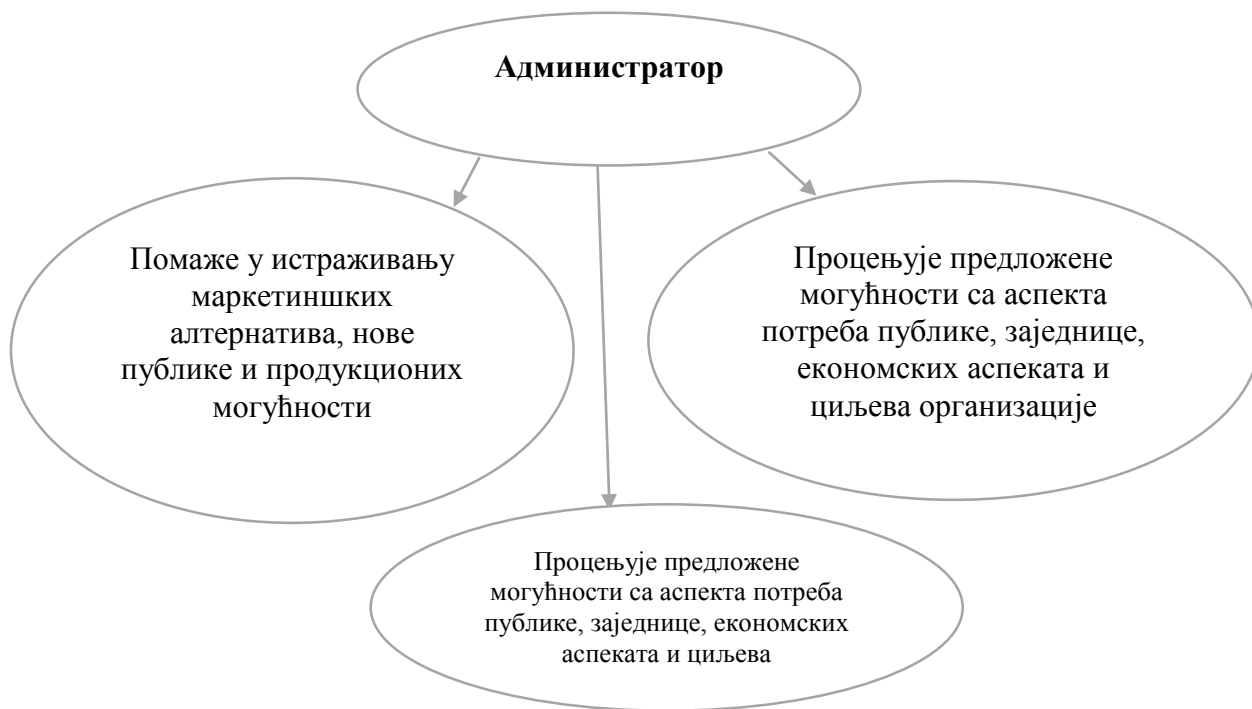 Администратор
Помаже у истраживању
маркетиншких
алтернатива, нове
публике и продукционих
могућности
Процењује предложене
могућности са аспекта
потреба публике, заједнице,
економских аспеката и
циљева организације
Процењује предложене
могућности са аспекта потреба
публике, заједнице, економских
аспеката и циљева